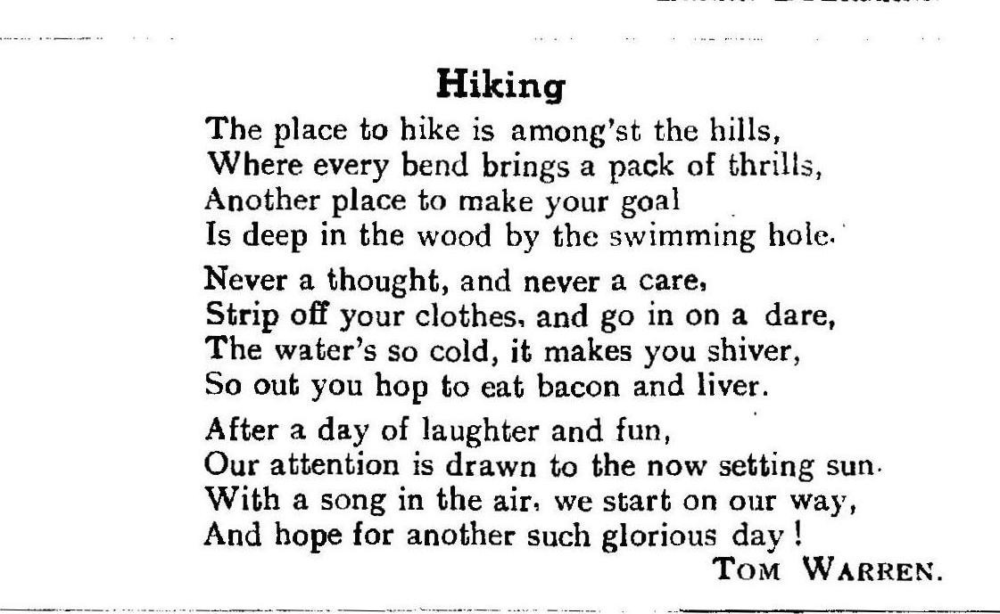 Hiking
The place to hike is among'st the hills,
Where every bend brings a pack of thrills,
Another place to make your goal
Is deep in the wood by the swimming hole.
Never a thought, and never a care,
Strip off your clothes, and go in on a dare,
The water's so cold, it makes you shiver,
So out you hop to eat bacon and liver.
After a day of laughter and fun,
Our attention is drawn to the now setting sun.
With a song in the air, we start on our way,
And hope for another such glorious day !
TOM WARREN.